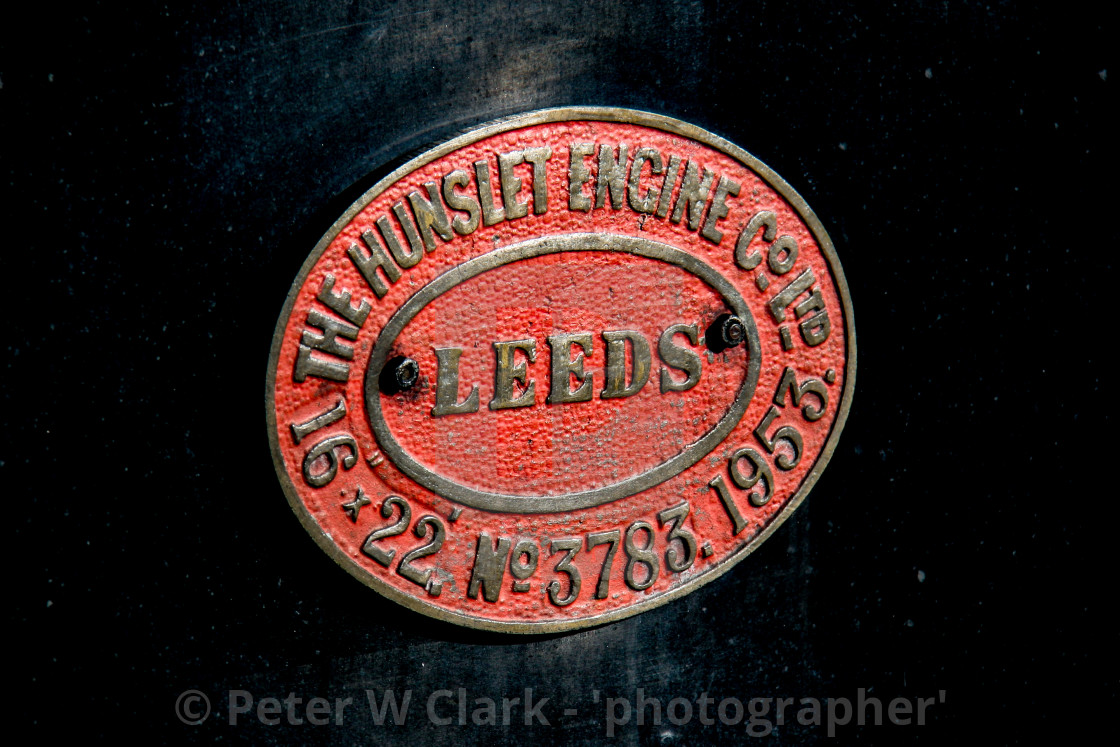 THE HUNSLET ENGINE Co. LTD.
LEEDS
16" x 22" No 3783. 1953.
© Peter W Clark - 'photographer'